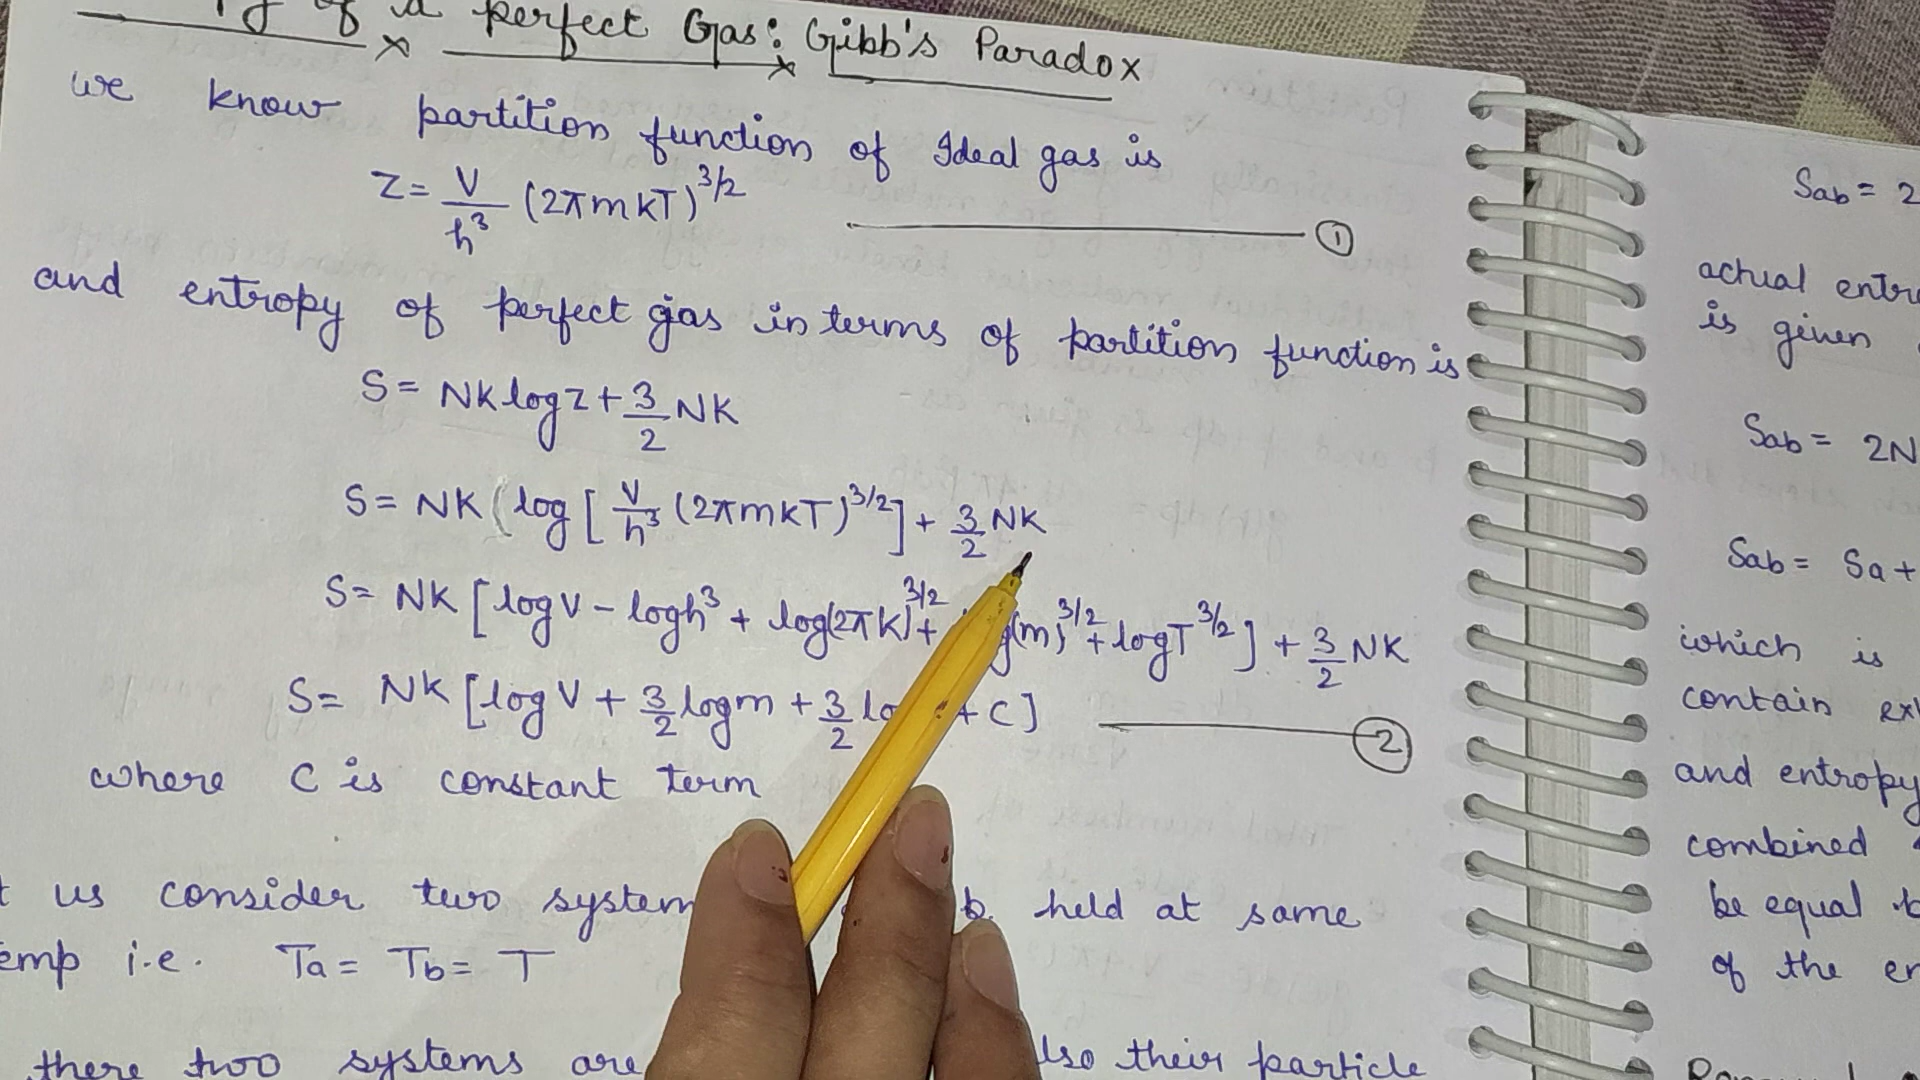 of a perfect Gas: Gibb's Paradox
we know partition function of Ideal gas is
Z = V/h³ (2πmkT)^3/2 ①
and entropy of perfect gas in terms of partition function is
S = NK log Z + 3/2 NK
S = NK (log [V/h³ (2πmkT)^3/2] + 3/2 NK
S = NK [log V - log h³ + log(2πk)^3/2 + (m)^3/2 + log T^3/2] + 3/2 NK
S = NK [log V + 3/2 log m + 3/2 + C] ②
where C is constant term
us consider two system b. held at same
i.e. Ta = Tb = T
there two systems are their particle
Sab = 2
actual
is given
Sab = 2N
Sab = Sa +
which is
contain
and entropy
combined
be equal
of the